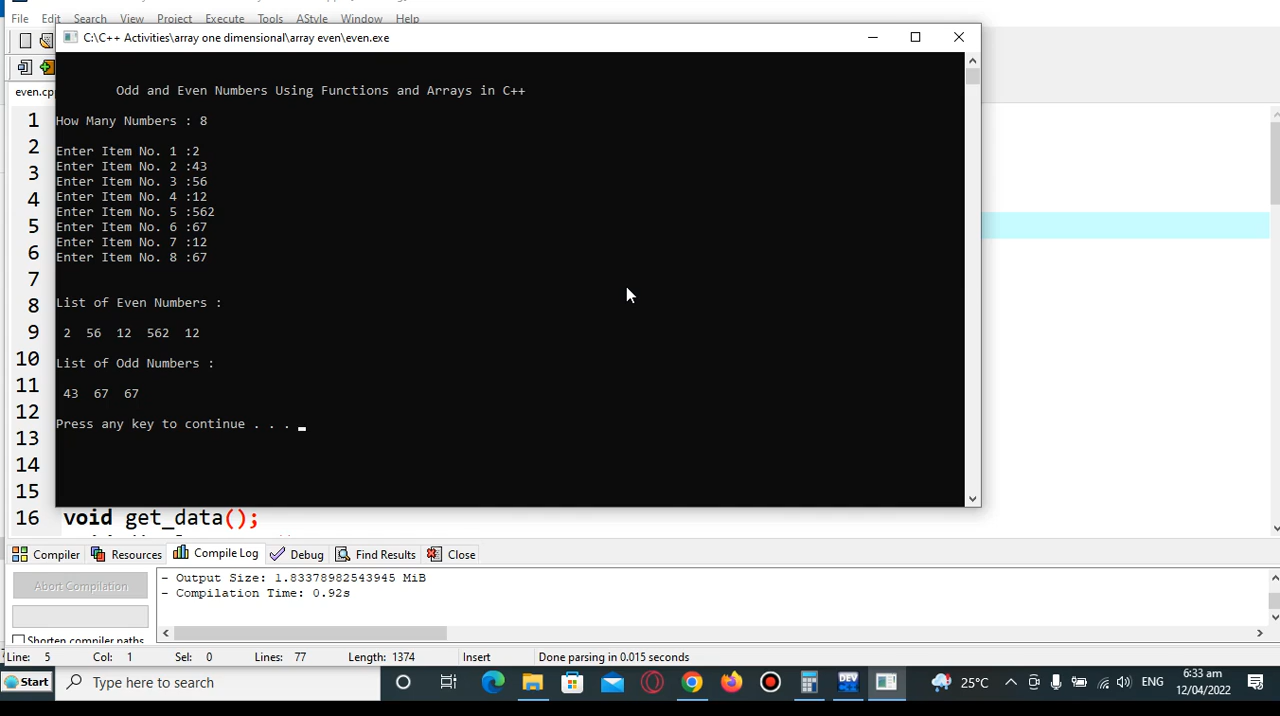 File Edit Search View Project Execute Tools AStyle Window Help
C:\C++ Activities\array one dimensional\array even\even.exe
even.cp
Odd and Even Numbers Using Functions and Arrays in C++
How Many Numbers : 8
Enter Item No. 1 :2
Enter Item No. 2 :43
Enter Item No. 3 :56
Enter Item No. 4 :12
Enter Item No. 5 :562
Enter Item No. 6 :67
Enter Item No. 7 :12
Enter Item No. 8 :67
List of Even Numbers :
2 56 12 562 12
List of Odd Numbers :
43 67 67
Press any key to continue . . .
1
2
3
4
5
6
7
8
9
10
11
12
13
14
15
16 void get_data();
Compiler Resources Compile Log Debug Find Results Close
Abort Compilation
Shorten compiler paths
- Output Size: 1.83378982543945 MiB
- Compilation Time: 0.92s
Line: 5 Col: 1 Sel: 0 Lines: 77 Length: 1374 Insert Done parsing in 0.015 seconds
Start Type here to search DEV 25°C ENG 6:33 am
12/04/2022